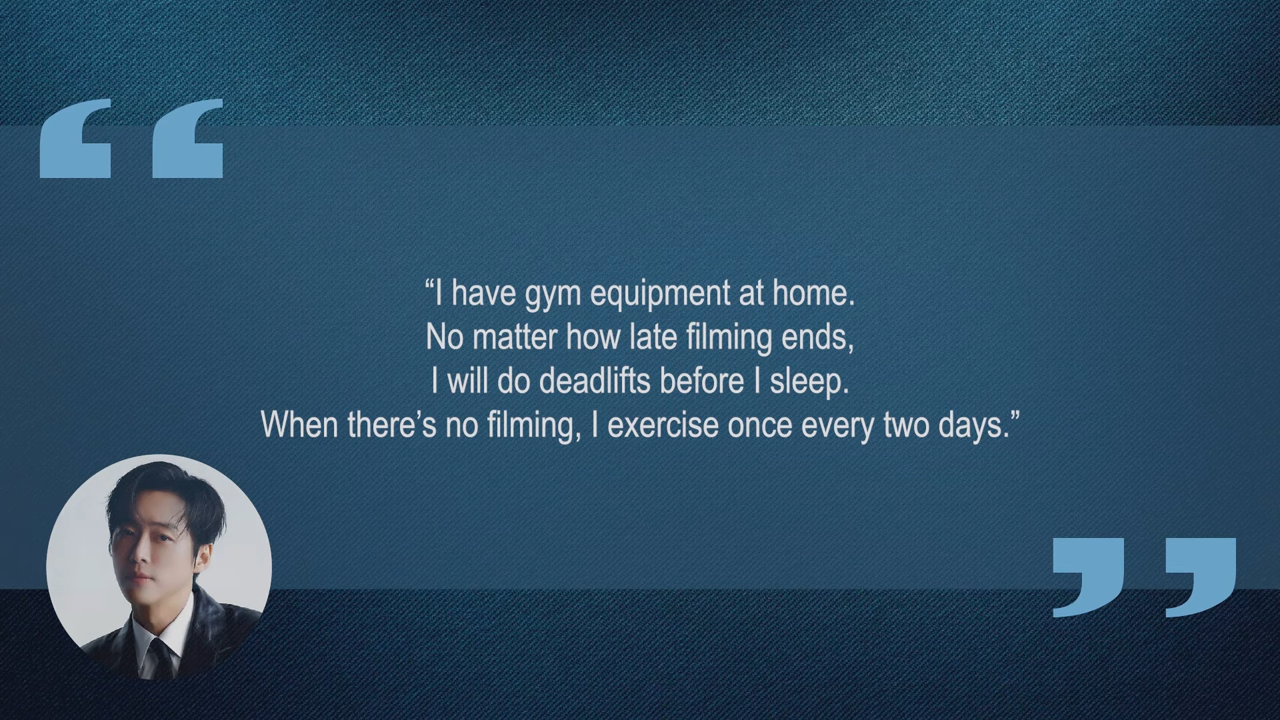 “I have gym equipment at home.
No matter how late filming ends,
I will do deadlifts before I sleep.
When there’s no filming, I exercise once every two days.”